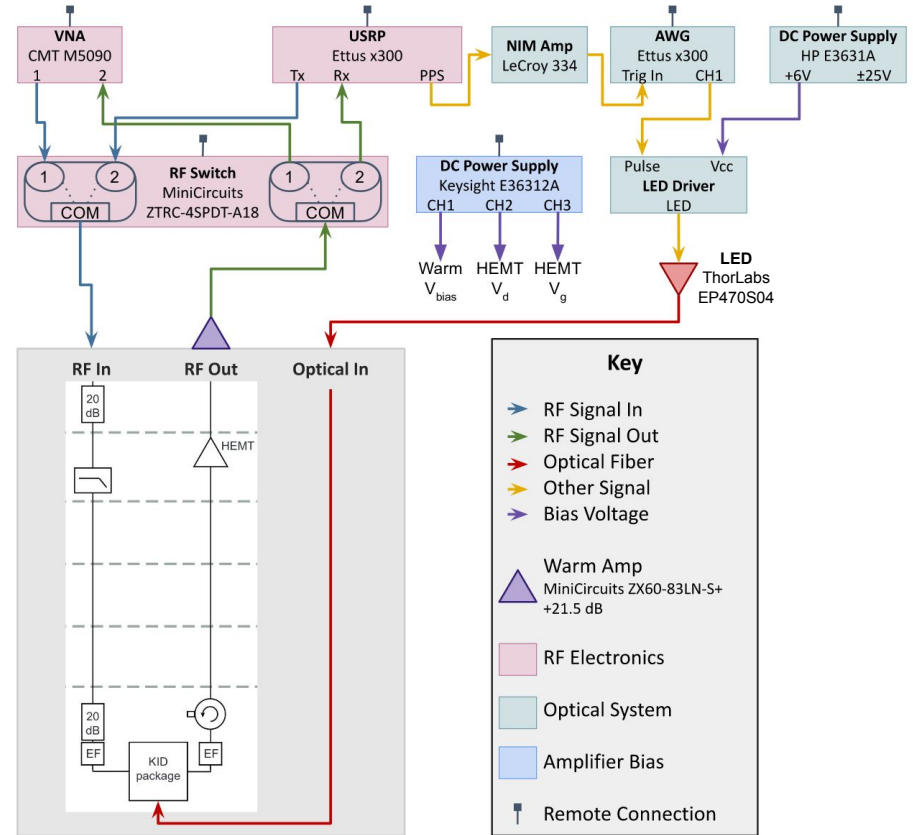 VNA
CMT M5090
1 2
USRP
Ettus x300
Tx Rx PPS
NIM Amp
LeCroy 334
AWG
Ettus x300
Trig In CH1
DC Power Supply
HP E3631A
+6V ±25V
1 2
COM
RF Switch
MiniCircuits
ZTRC-4SPDT-A18
1 2
COM
DC Power Supply
Keysight E36312A
CH1 CH2 CH3
Warm
Vbias
HEMT
Vd
HEMT
Vg
Pulse Vcc
LED Driver
LED
LED
ThorLabs
EP470S04
RF In RF Out Optical In
20
dB
HEMT
20
dB
EF
KID
package
EF
Key
RF Signal In
RF Signal Out
Optical Fiber
Other Signal
Bias Voltage
Warm Amp
MiniCircuits ZX60-83LN-S+
+21.5 dB
RF Electronics
Optical System
Amplifier Bias
Remote Connection